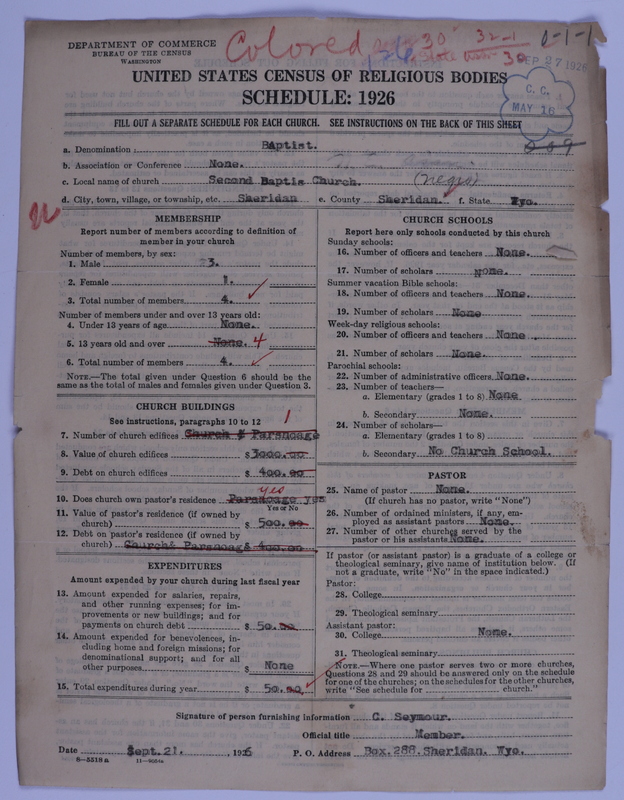 DEPARTMENT OF COMMERCE
BUREAU OF THE CENSUS
WASHINGTON
Colored 30 32-1 0-1-1
30
SEP 27 1926
UNITED STATES CENSUS OF RELIGIOUS BODIES
SCHEDULE: 1926
C. C. MAY 16
FILL OUT A SEPARATE SCHEDULE FOR EACH CHURCH. SEE INSTRUCTIONS ON THE BACK OF THIS SHEET
a. Denomination Baptist.
b. Association or Conference None.
c. Local name of church Second Baptis Church. (negro)
d. City, town, village, or township, etc. Sheridan e. County Sheridan. f. State Wyo.
MEMBERSHIP
Report number of members according to definition of
member in your church
Number of members, by sex:
1. Male 3.
2. Female 1.
3. Total number of members 4.
Number of members under and over 13 years old:
4. Under 13 years of age None.
5. 13 years old and over None. 4
6. Total number of members 4.
NOTE.—The total given under Question 6 should be the
same as the total of males and females given under Question 3.
CHURCH BUILDINGS
See instructions, paragraphs 10 to 12 1
7. Number of church edifices Church & Parsnoage
8. Value of church edifices $3000.00
9. Debt on church edifices $ 400.00
yes
10. Does church own pastor's residence Parsnoage yes
Yes or No
11. Value of pastor's residence (if owned by
church) $ 500.00
12. Debt on pastor's residence (if owned by
church) Church& Parsnoag $ 400.00
EXPENDITURES
Amount expended by your church during last fiscal year
13. Amount expended for salaries, repairs,
and other running expenses; for im-
provements or new buildings; and for
payments on church debt $ 50.00
14. Amount expended for benevolences, in-
cluding home and foreign missions; for
denominational support; and for all
other purposes $ None
15. Total expenditures during year $ 50.00
CHURCH SCHOOLS
Report here only schools conducted by this church
Sunday schools:
16. Number of officers and teachers None.
17. Number of scholars None.
Summer vacation Bible schools:
18. Number of officers and teachers None.
19. Number of scholars None
Week-day religious schools:
20. Number of officers and teachers None .
21. Number of scholars None.
Parochial schools:
22. Number of administrative officers None.
23. Number of teachers—
a. Elementary (grades 1 to 8) None
b. Secondary None.
24. Number of scholars—
a. Elementary (grades 1 to 8)
b. Secondary No Church School.
PASTOR
25. Name of pastor None.
(If church has no pastor, write "None")
26. Number of ordained ministers, if any, em-
ployed as assistant pastors None.
27. Number of other churches served by the
pastor or his assistants None.
If pastor (or assistant pastor) is a graduate of a college or
theological seminary, give name of institution below. (If
not a graduate, write "No" in the space indicated.)
Pastor:
28. College
29. Theological seminary
Assistant pastor:
30. College None.
31. Theological seminary
NOTE.—Where one pastor serves two or more churches,
Questions 28 and 29 should be answered only on the schedule
for one of the churches; on the schedules for the other churches,
write "See schedule for church."
Signature of person furnishing information C. Seymour.
Official title Member.
Date Sept. 21. , 1926 P. O. Address Box. 288. Sheridan. Wyo.
8—5518 a